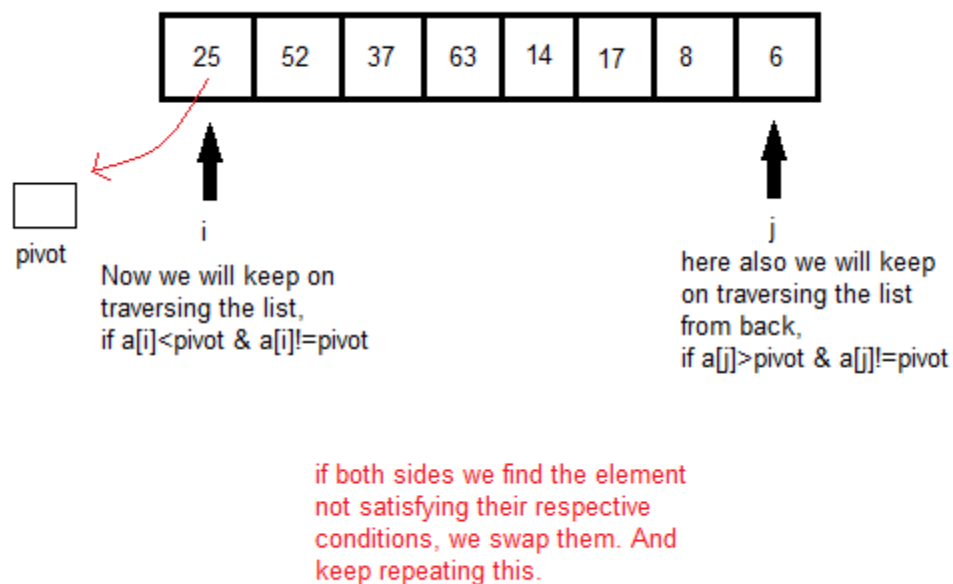 25 52 37 63 14 17 8 6
pivot
i
Now we will keep on
traversing the list,
if a[i]<pivot & a[i]!=pivot
j
here also we will keep
on traversing the list
from back,
if a[j]>pivot & a[j]!=pivot
if both sides we find the element
not satisfying their respective
conditions, we swap them. And
keep repeating this.